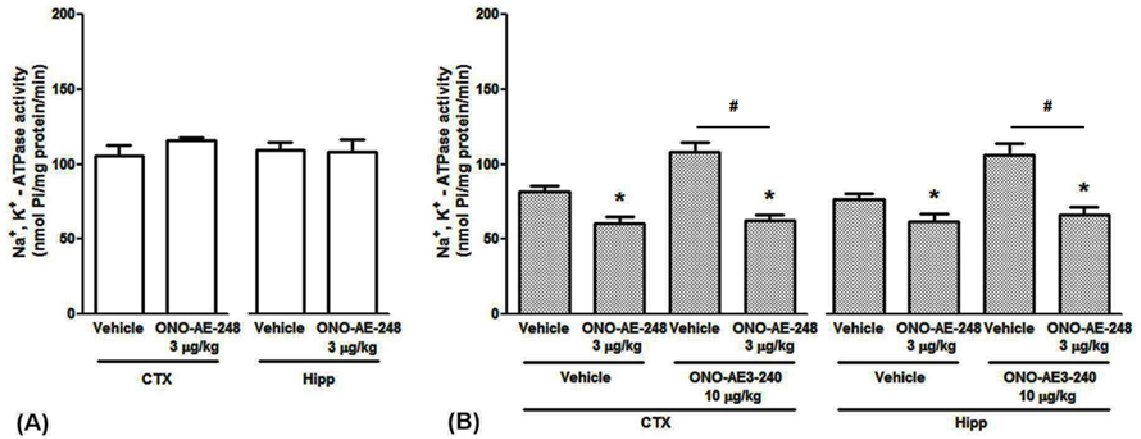 200
150
100
50
0
Na+, K+ - ATPase activity
(nmol Pi/mg protein/min)
Vehicle ONO-AE-248 Vehicle ONO-AE-248
3 µg/kg 3 µg/kg
CTX Hipp
(A)
200
150
100
50
0
Na+, K+ - ATPase activity
(nmol Pi/mg protein/min)
# #
* * * *
Vehicle ONO-AE-248 Vehicle ONO-AE-248 Vehicle ONO-AE-248 Vehicle ONO-AE-248
3 µg/kg 3 µg/kg 3 µg/kg 3 µg/kg
Vehicle ONO-AE3-240 Vehicle ONO-AE3-240
10 µg/kg 10 µg/kg
CTX Hipp
(B)